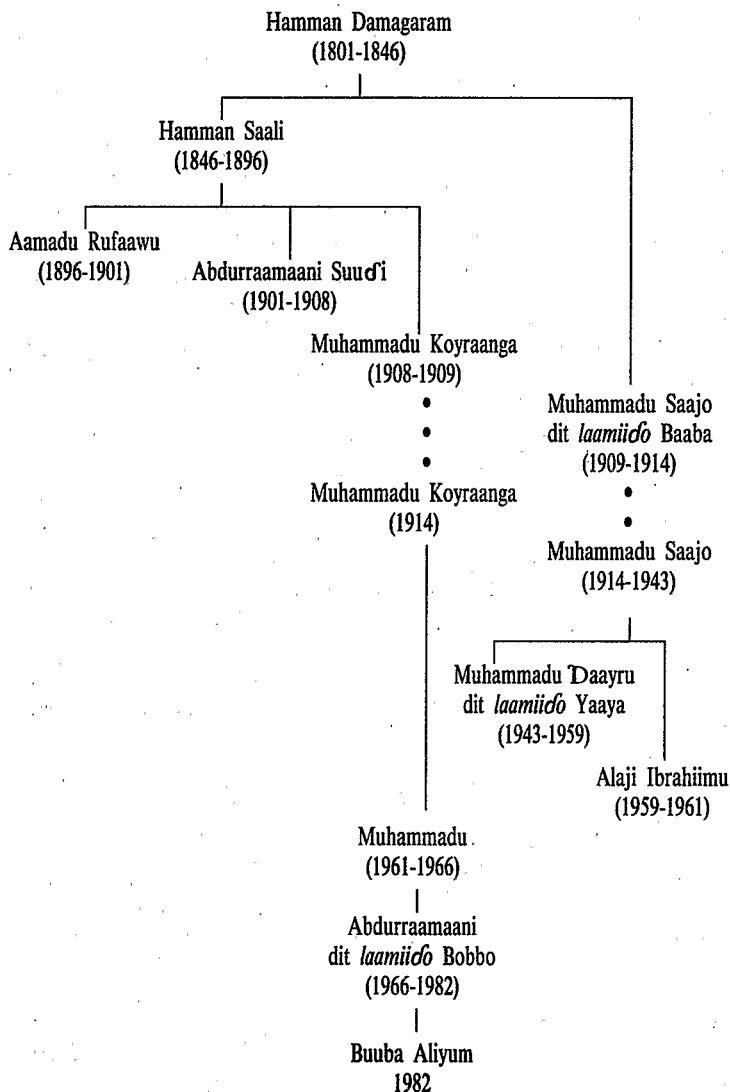 Hamman Damagaram
(1801-1846)
Hamman Saali
(1846-1896)
Aamadu Rufaawu
(1896-1901)
Abdurraamaani Suuɗi
(1901-1908)
Muhammadu Koyraanga
(1908-1909)
Muhammadu Saajo
dit laamiiɗo Baaba
(1909-1914)
Muhammadu Koyraanga
(1914)
Muhammadu Saajo
(1914-1943)
Muhammadu Ɗaayru
dit laamiiɗo Yaaya
(1943-1959)
Alaji Ibrahiimu
(1959-1961)
Muhammadu
(1961-1966)
Abdurraamaani
dit laamiiɗo Bobbo
(1966-1982)
Buuba Aliyum
1982